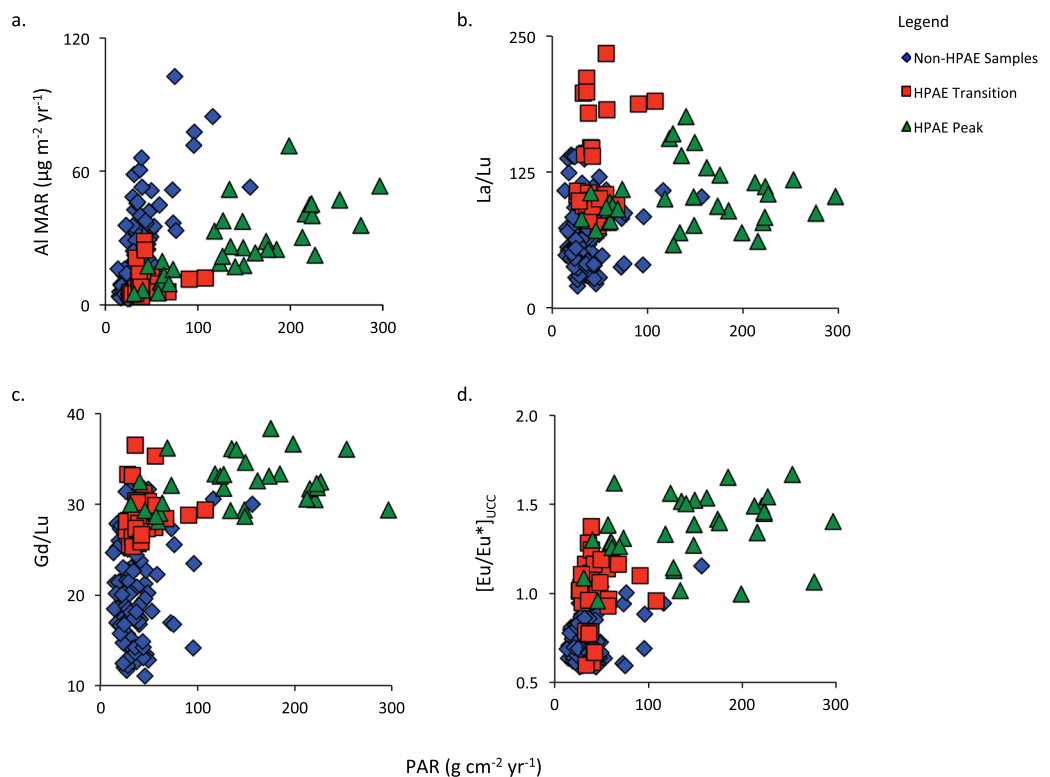 a.
Al MAR (µg m-2 yr-1)
120
60
0
0 100 200 300
b.
La/Lu
250
125
0
0 100 200 300
Legend
Non-HPAE Samples
HPAE Transition
HPAE Peak
c.
Gd/Lu
40
30
20
10
0 100 200 300
d.
[Eu/Eu*]UCC
2.0
1.5
1.0
0.5
0 100 200 300
PAR (g cm-2 yr-1)